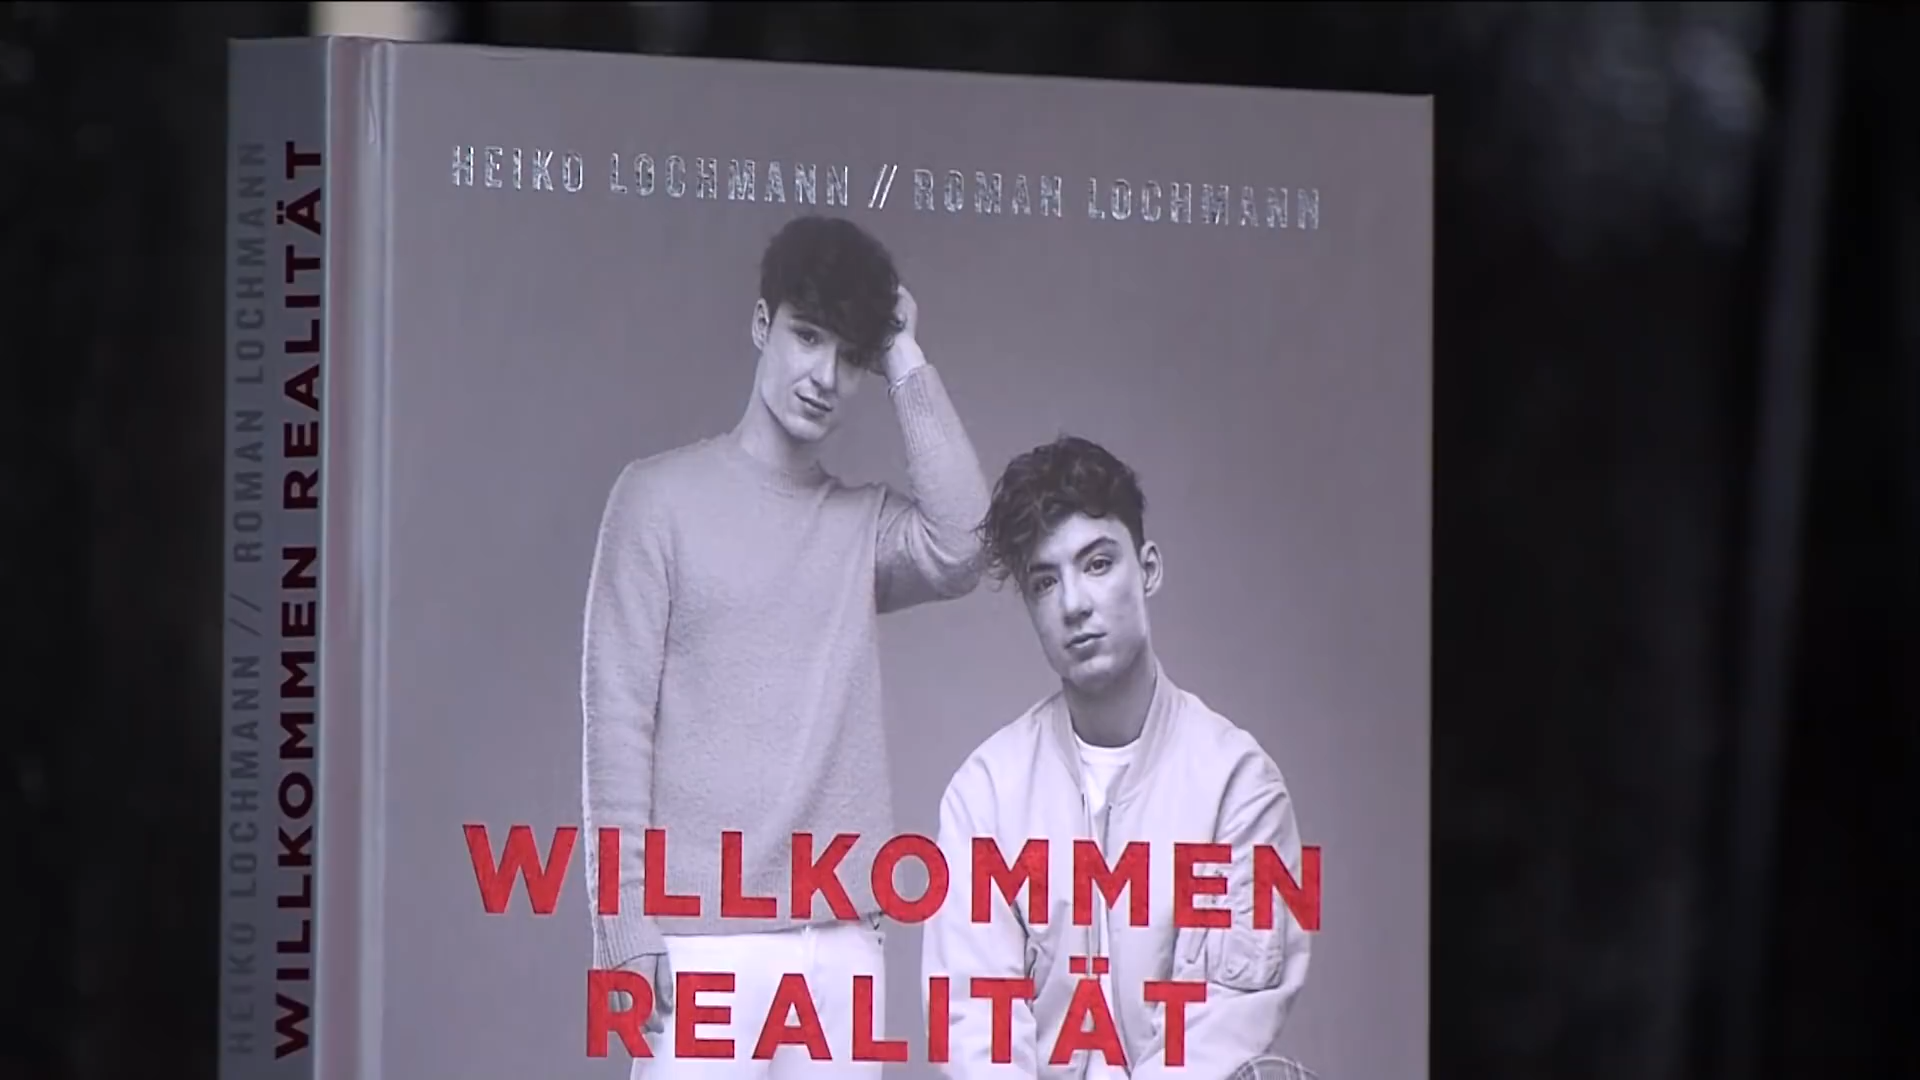 HEIKO LOCHMANN // ROMAN LOCHMANN
WILLKOMMEN REALITÄT
HEIKO LOCHMANN // ROMAN LOCHMANN
WILLKOMMEN
REALITÄT